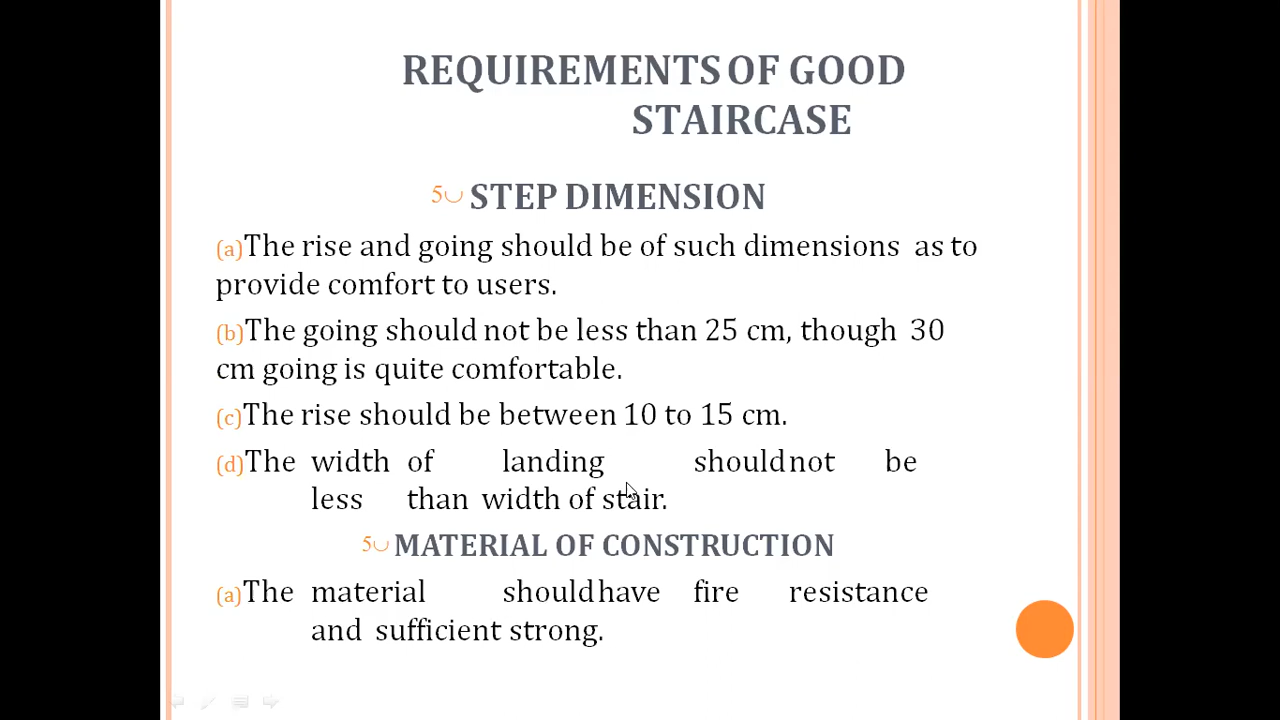 REQUIREMENTS OF GOOD
STAIRCASE
5◡ STEP DIMENSION
(a)The rise and going should be of such dimensions as to
provide comfort to users.
(b)The going should not be less than 25 cm, though 30
cm going is quite comfortable.
(c)The rise should be between 10 to 15 cm.
(d)The width of landing should not be
less than width of stair.
5◡ MATERIAL OF CONSTRUCTION
(a)The material should have fire resistance
and sufficient strong.